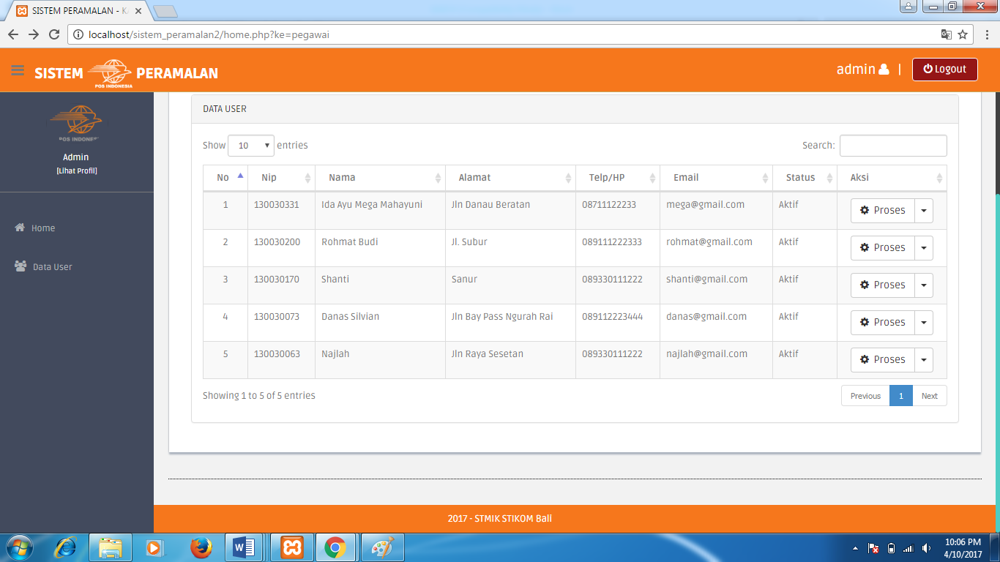 SISTEM PERAMALAN - KA
localhost/sistem_peramalan2/home.php?ke=pegawai
SISTEM POS INDONESIA PERAMALAN
admin | Logout
POS INDONE
Admin
[Lihat Profil]
Home
Data User
DATA USER
Show 10 entries Search:
No Nip Nama Alamat Telp/HP Email Status Aksi
1 130030331 Ida Ayu Mega Mahayuni Jln Danau Beratan 08711122233 mega@gmail.com Aktif Proses
2 130030200 Rohmat Budi Jl. Subur 089111222333 rohmat@gmail.com Aktif Proses
3 130030170 Shanti Sanur 089330111222 shanti@gmail.com Aktif Proses
4 130030073 Danas Silvian Jln Bay Pass Ngurah Rai 089112223444 danas@gmail.com Aktif Proses
5 130030063 Najlah Jln Raya Sesetan 089330111222 najlah@gmail.com Aktif Proses
Showing 1 to 5 of 5 entries Previous 1 Next
2017 - STMIK STIKOM Bali
10:06 PM
4/10/2017